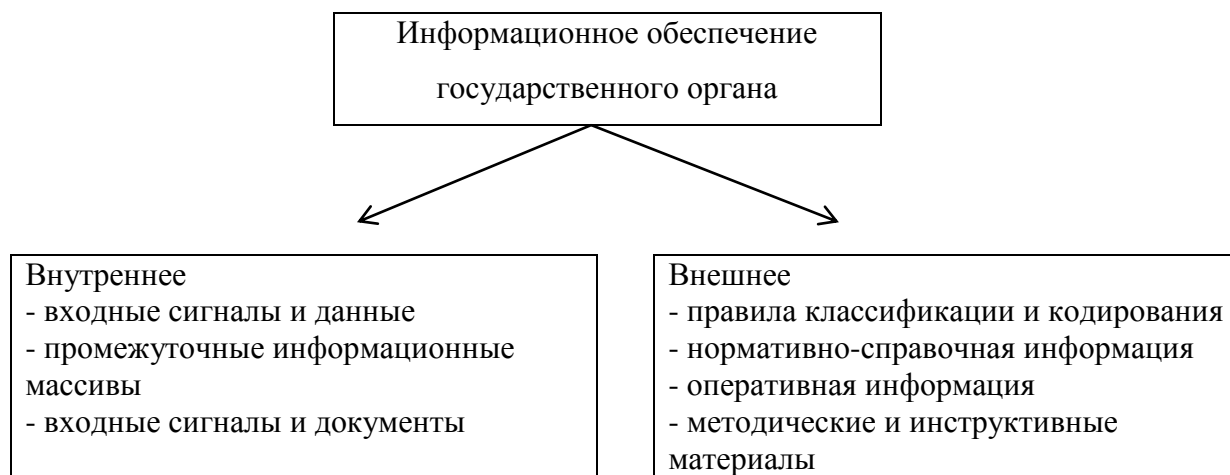 Информационное обеспечение
государственного органа
Внутреннее
- входные сигналы и данные
- промежуточные информационные
массивы
- входные сигналы и документы
Внешнее
- правила классификации и кодирования
- нормативно-справочная информация
- оперативная информация
- методические и инструктивные
материалы